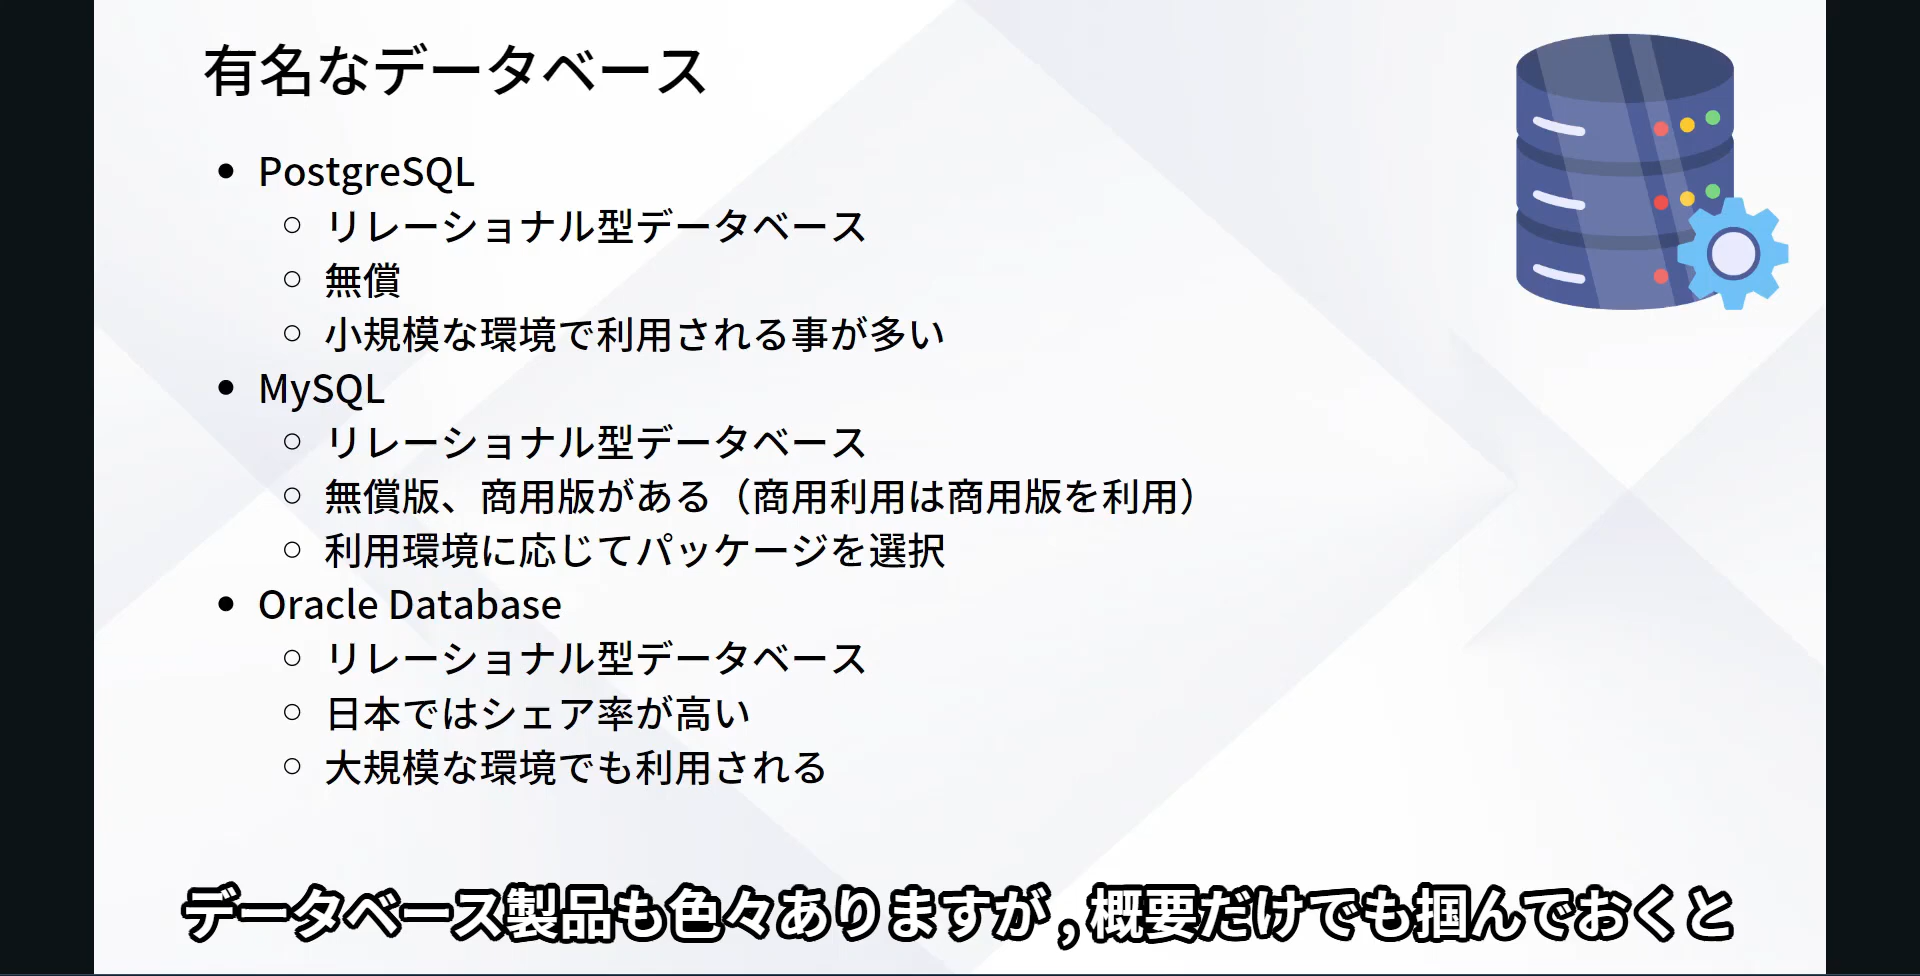 有名なデータベース
● PostgreSQL
○ リレーショナル型データベース
○ 無償
○ 小規模な環境で利用される事が多い
● MySQL
○ リレーショナル型データベース
○ 無償版、商用版がある（商用利用は商用版を利用）
○ 利用環境に応じてパッケージを選択
● Oracle Database
○ リレーショナル型データベース
○ 日本ではシェア率が高い
○ 大規模な環境でも利用される
データベース製品も色々ありますが,概要だけでも掴んでおくと